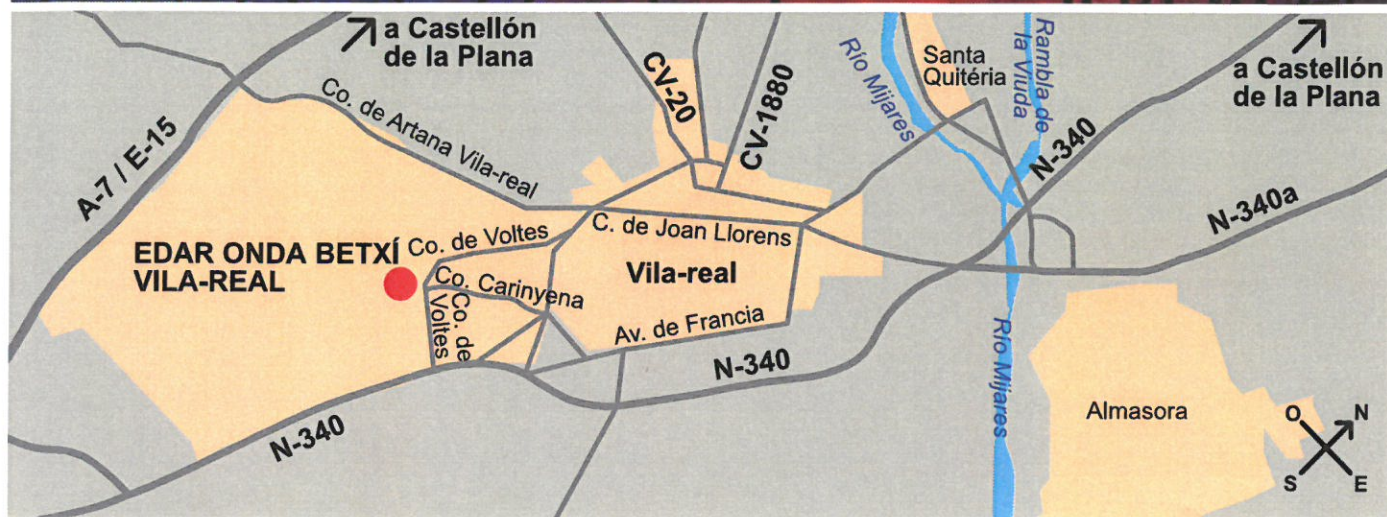 a Castellón
de la Plana
A-7 / E-15
Co. de Artana Vila-real
CV-20
CV-1880
Río Mijares
Santa
Quitéria
Rambla de
la Viuda
a Castellón
de la Plana
N-340
N-340a
EDAR ONDA BETXÍ
VILA-REAL
Co. de Voltes
Co. Carinyena
Co. de
Voltes
C. de Joan Llorens
Vila-real
Av. de Francia
N-340
N-340
Río Mijares
Almasora
O
N
S
E